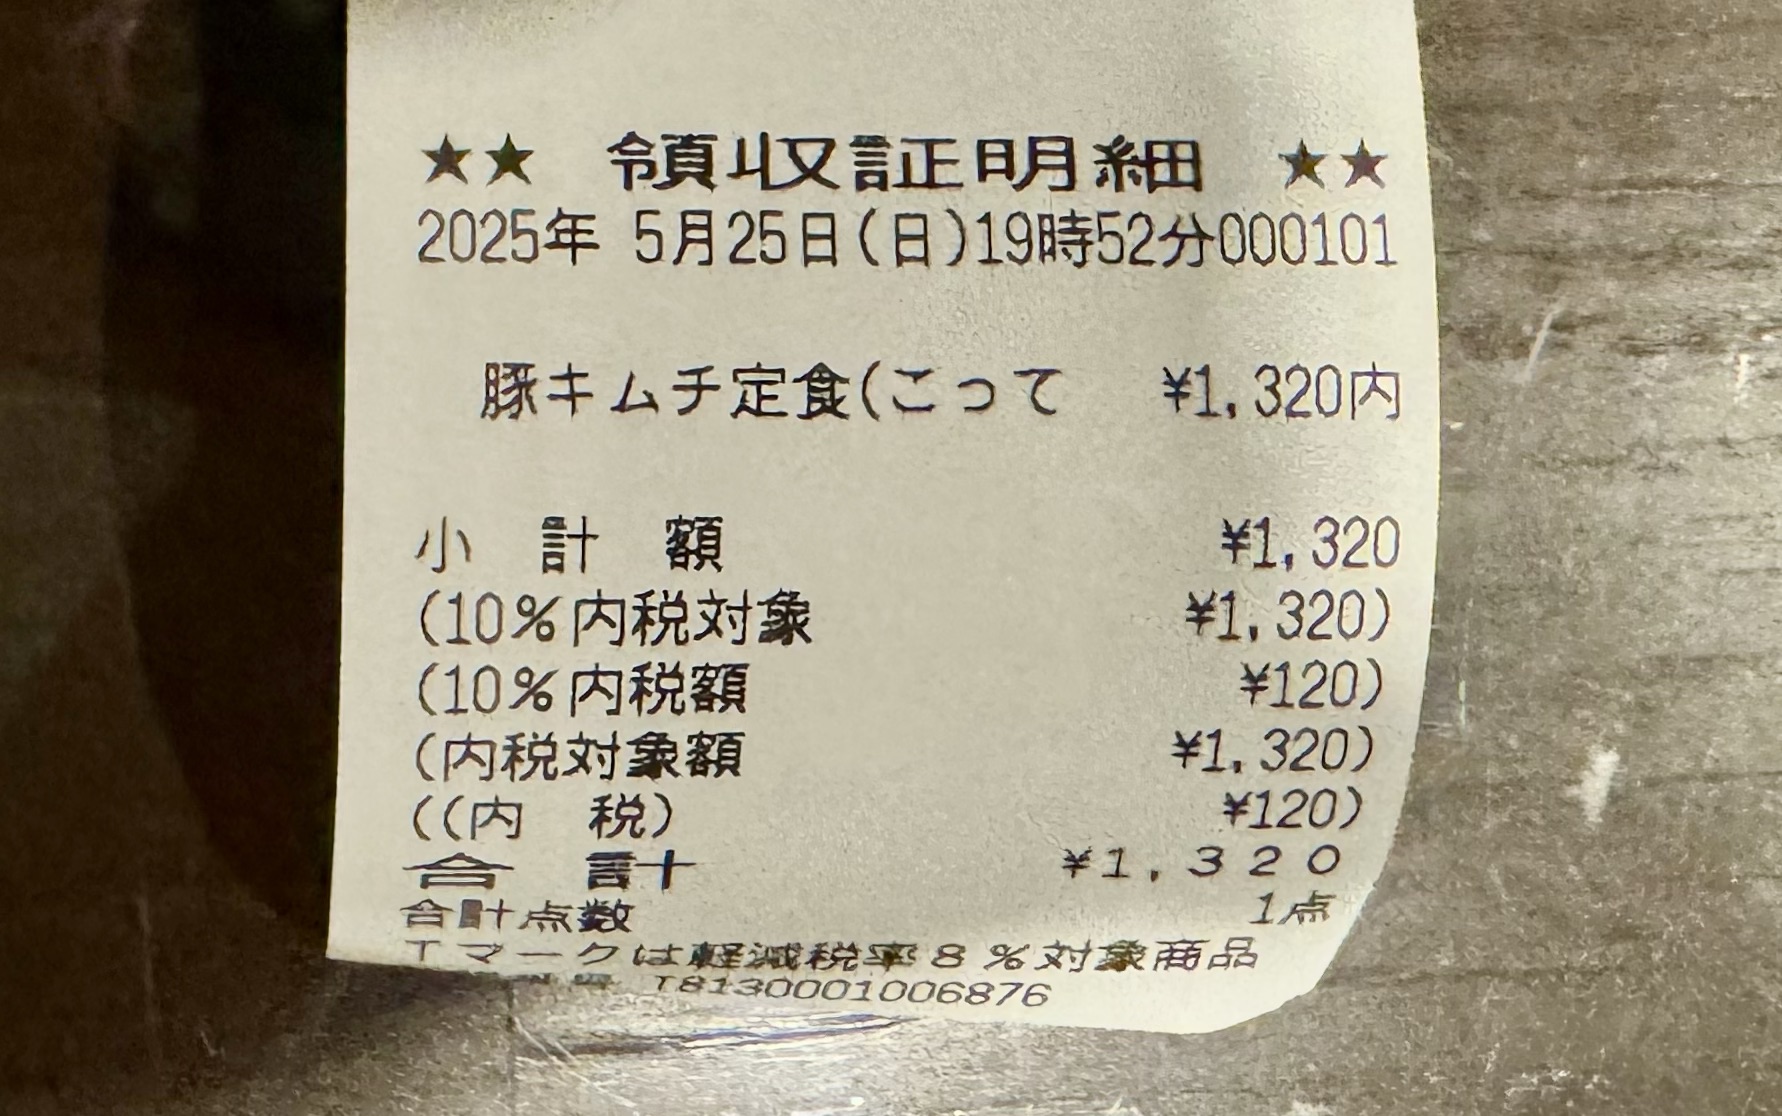 ★★ 領収証明細 ★★
2025年 5月25日(日)19時52分000101
豚キムチ定食(こって ¥1,320内
小 計 額 ¥1,320
(10%内税対象 ¥1,320)
(10%内税額 ¥120)
(内税対象額 ¥1,320)
((内 税) ¥120)
合 計 ¥1,320
合計点数 1点
Tマークは軽減税率8%対象商品
T8130001006876